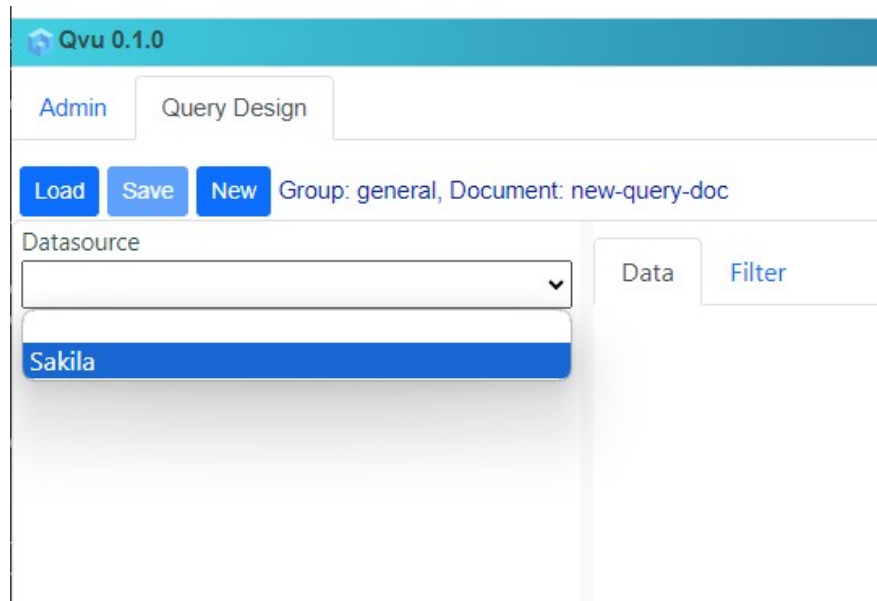 Qvu 0.1.0
Admin Query Design
Load Save New Group: general, Document: new-query-doc
Datasource
Data Filter
Sakila